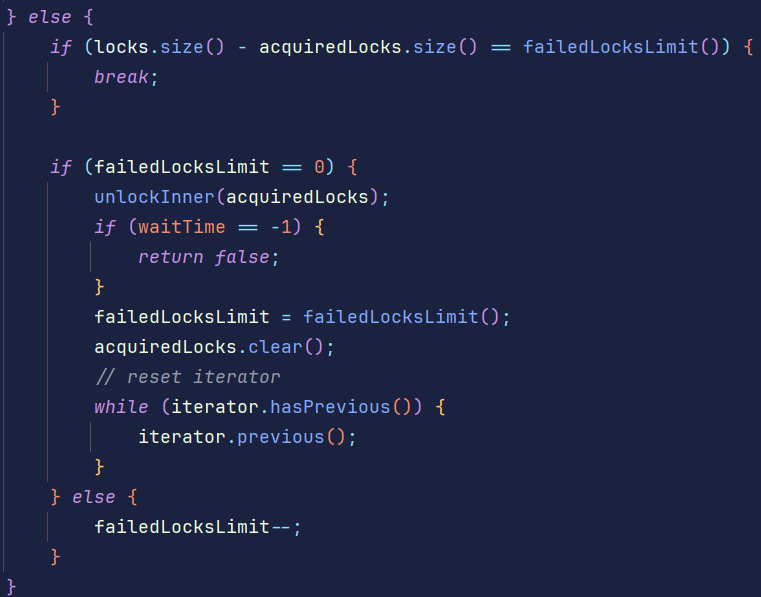 } else {
    if (locks.size() - acquiredLocks.size() == failedLocksLimit()) {
        break;
    }

    if (failedLocksLimit == 0) {
        unlockInner(acquiredLocks);
        if (waitTime == -1) {
            return false;
        }
        failedLocksLimit = failedLocksLimit();
        acquiredLocks.clear();
        // reset iterator
        while (iterator.hasPrevious()) {
            iterator.previous();
        }
    } else {
        failedLocksLimit--;
    }
}